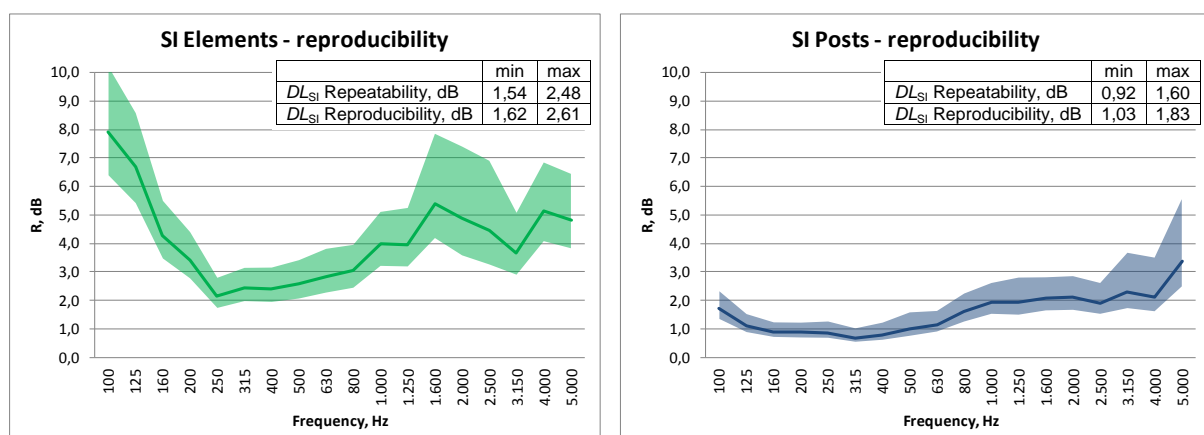 SI Elements - reproducibility
min max
DL_SI Repeatability, dB 1,54 2,48
DL_SI Reproducibility, dB 1,62 2,61
10,0
9,0
8,0
7,0
6,0
5,0
4,0
3,0
2,0
1,0
0,0
R, dB
100 125 160 200 250 315 400 500 630 800 1.000 1.250 1.600 2.000 2.500 3.150 4.000 5.000
Frequency, Hz
SI Posts - reproducibility
min max
DL_SI Repeatability, dB 0,92 1,60
DL_SI Reproducibility, dB 1,03 1,83
10,0
9,0
8,0
7,0
6,0
5,0
4,0
3,0
2,0
1,0
0,0
R, dB
100 125 160 200 250 315 400 500 630 800 1.000 1.250 1.600 2.000 2.500 3.150 4.000 5.000
Frequency, Hz